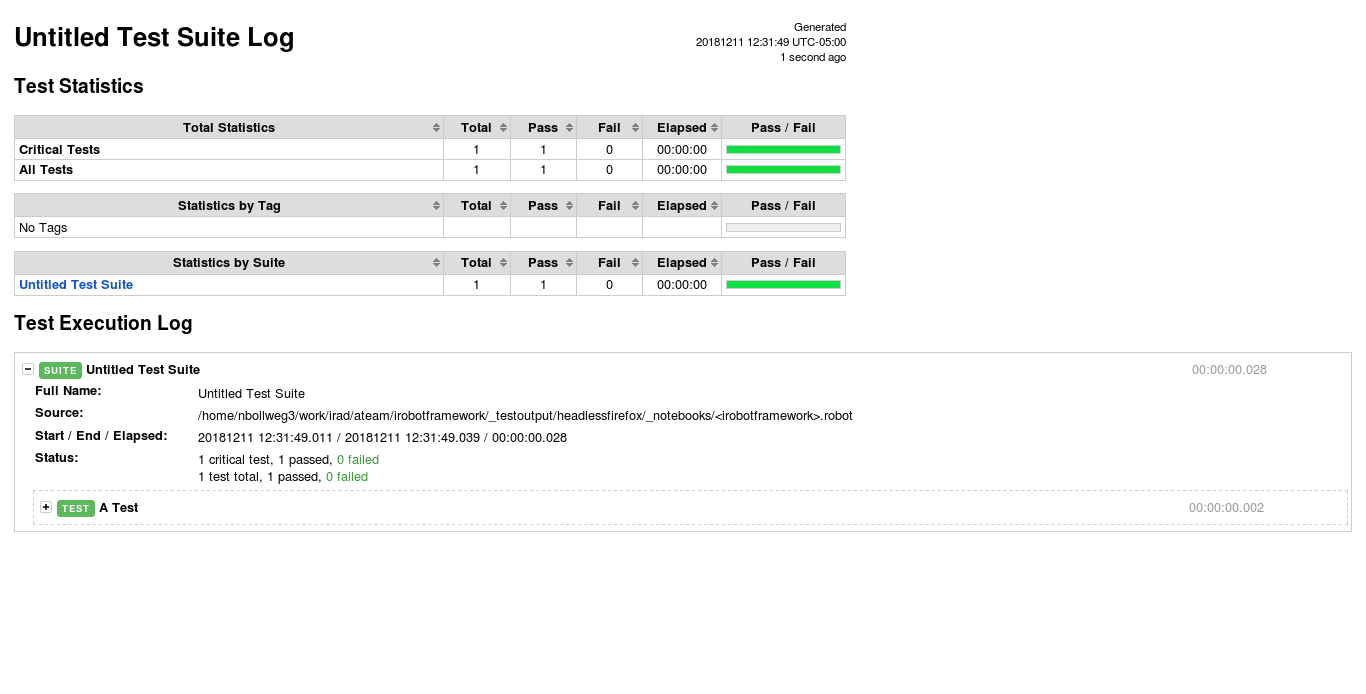 Untitled Test Suite Log
Generated
20181211 12:31:49 UTC-05:00
1 second ago
Test Statistics
Total Statistics Total Pass Fail Elapsed Pass / Fail
Critical Tests 1 1 0 00:00:00
All Tests 1 1 0 00:00:00
Statistics by Tag Total Pass Fail Elapsed Pass / Fail
No Tags
Statistics by Suite Total Pass Fail Elapsed Pass / Fail
Untitled Test Suite 1 1 0 00:00:00
Test Execution Log
SUITE Untitled Test Suite 00:00:00.028
Full Name: Untitled Test Suite
Source: /home/nbollweg3/work/irad/ateam/irobotframework/_testoutput/headlessfirefox/_notebooks/<irobotframework>.robot
Start / End / Elapsed: 20181211 12:31:49.011 / 20181211 12:31:49.039 / 00:00:00.028
Status: 1 critical test, 1 passed, 0 failed
1 test total, 1 passed, 0 failed
TEST A Test 00:00:00.002